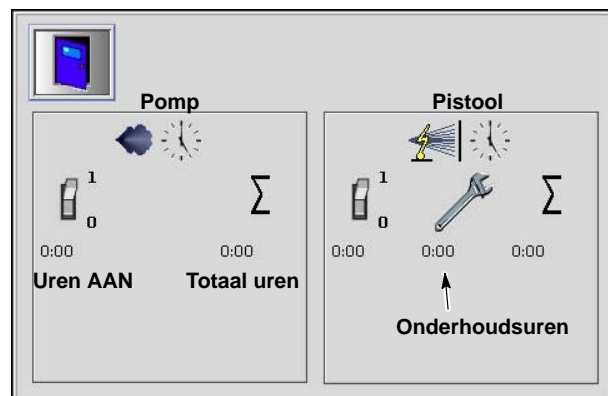 Pomp
Pistool
1
0
Σ
0:00 0:00
Uren AAN Totaal uren
1
0
Σ
0:00 0:00 0:00
Onderhoudsuren